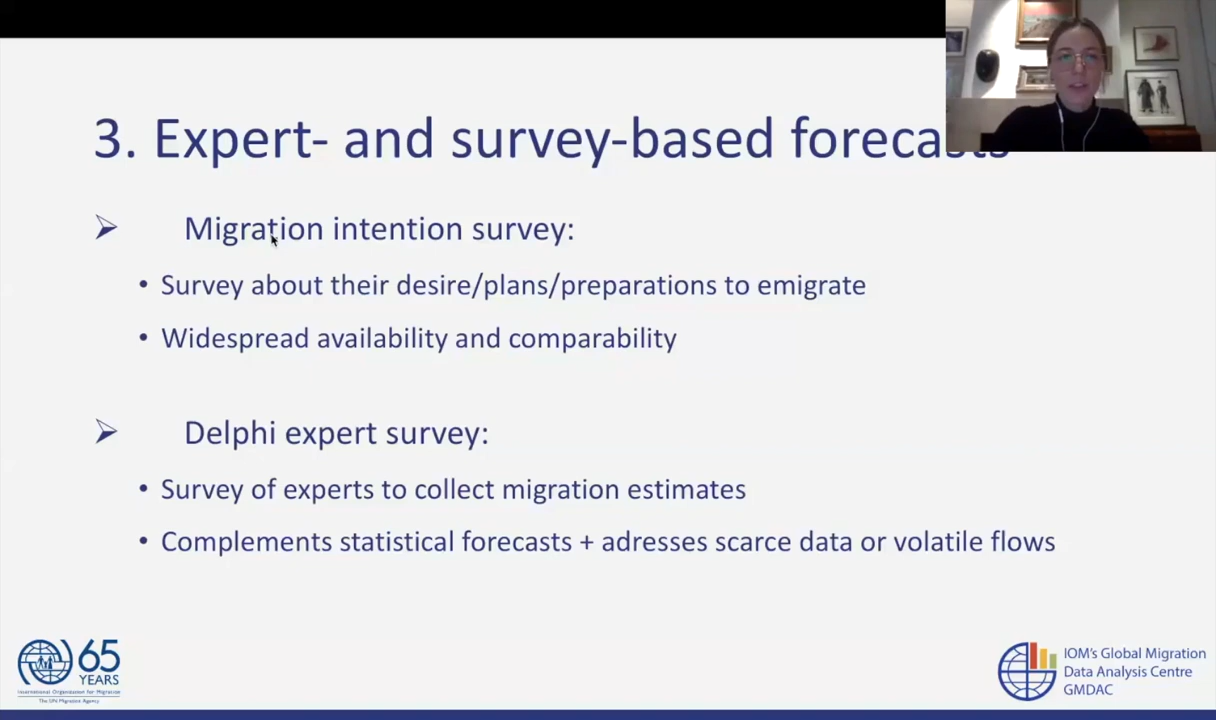 3. Expert- and survey-based forecasts
Migration intention survey:
• Survey about their desire/plans/preparations to emigrate
• Widespread availability and comparability
Delphi expert survey:
• Survey of experts to collect migration estimates
• Complements statistical forecasts + adresses scarce data or volatile flows
65
YEARS
International Organization for Migration
The UN Migration Agency
IOM's Global Migration
Data Analysis Centre
GMDAC